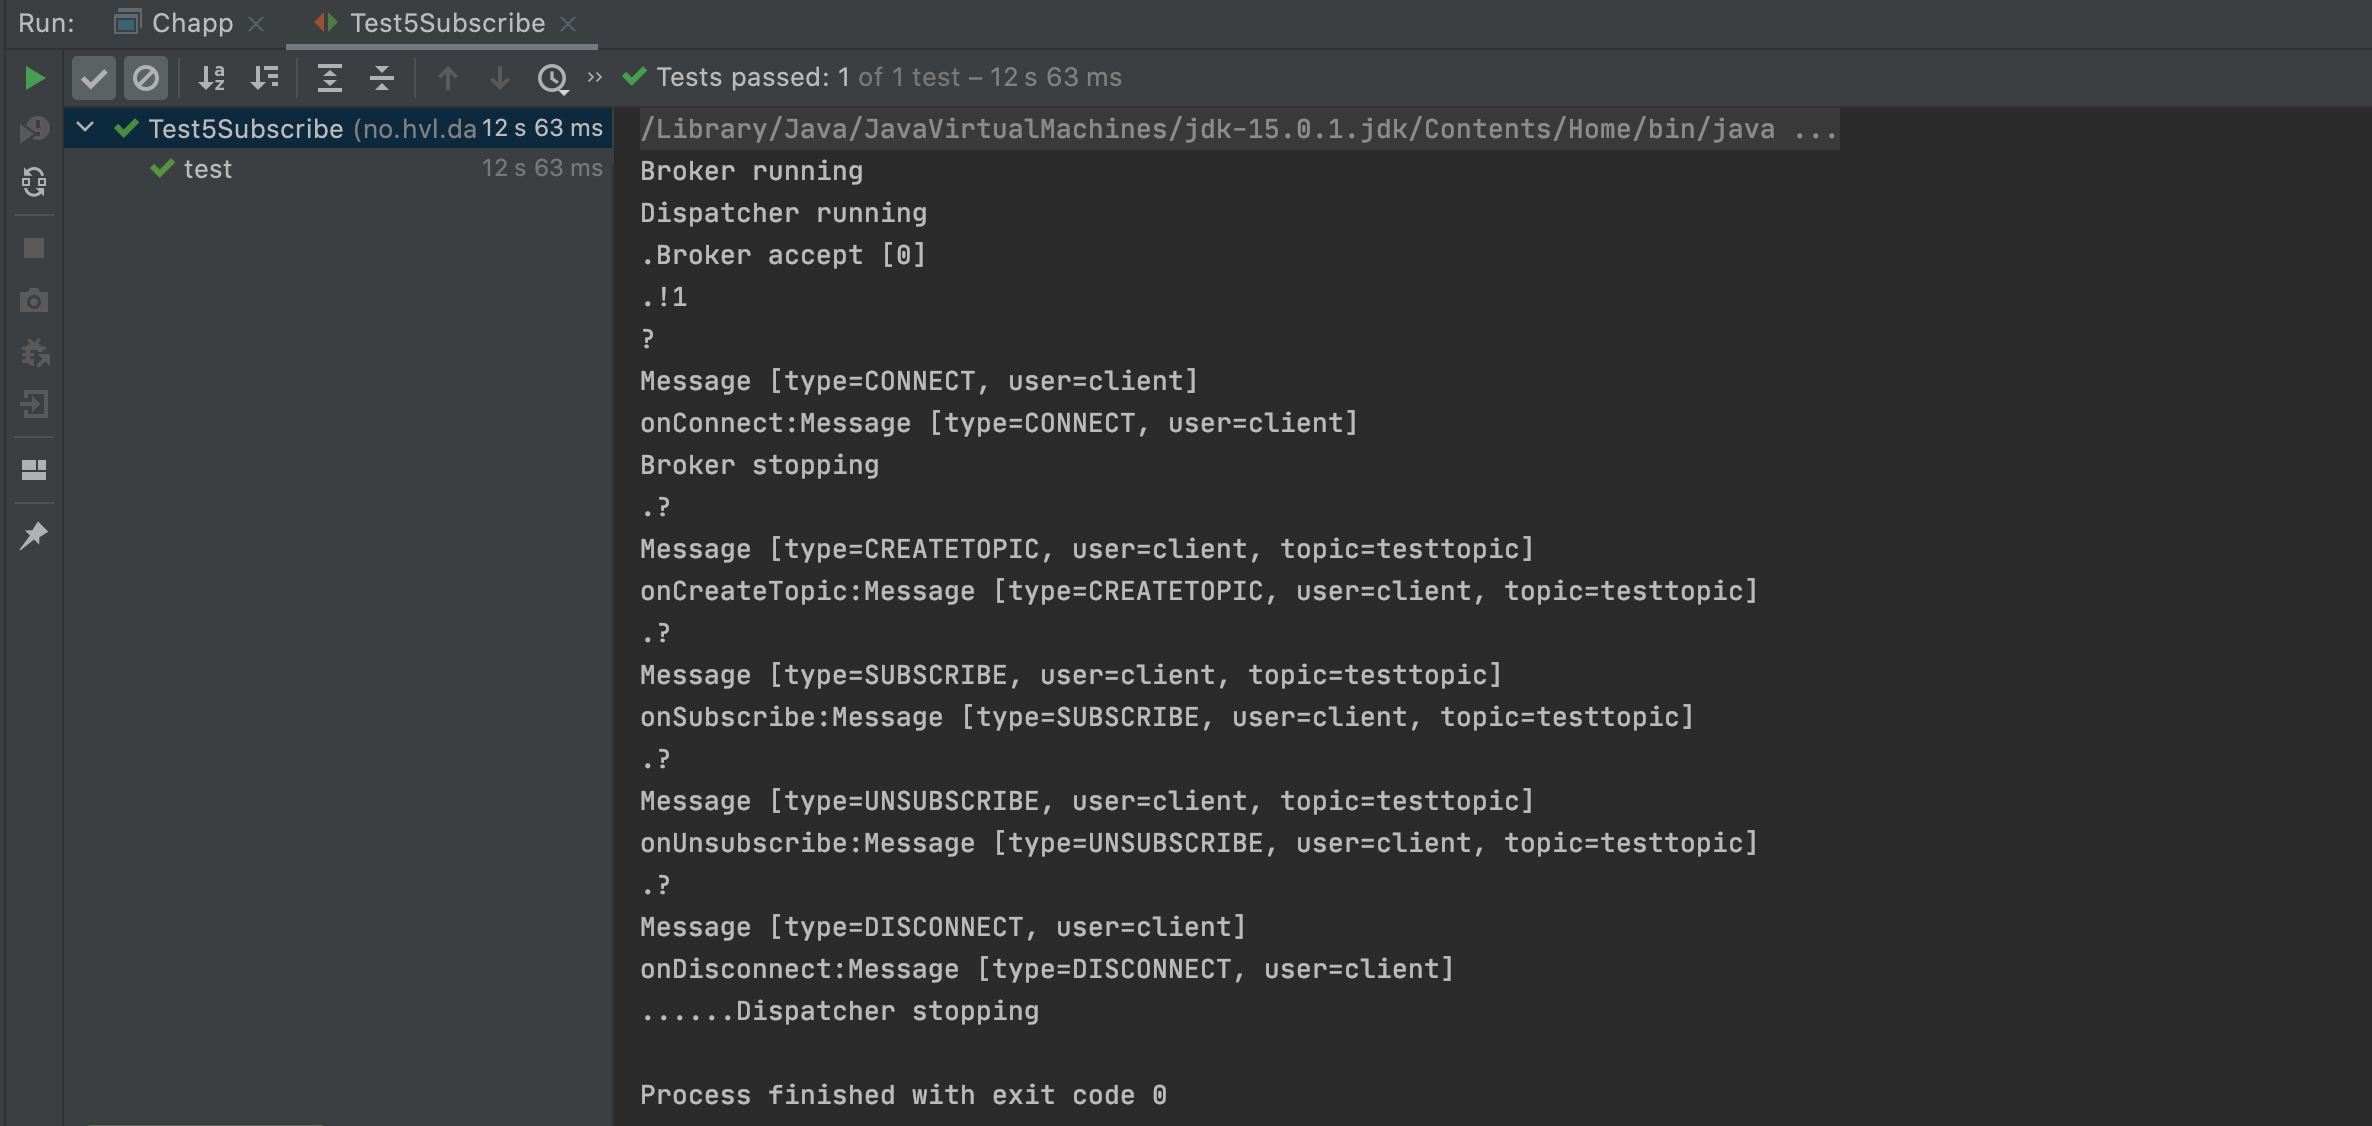 Run: Chapp Test5Subscribe
Tests passed: 1 of 1 test – 12 s 63 ms
Test5Subscribe (no.hvl.da 12 s 63 ms
test 12 s 63 ms
/Library/Java/JavaVirtualMachines/jdk-15.0.1.jdk/Contents/Home/bin/java ...
Broker running
Dispatcher running
.Broker accept [0]
.!1
?
Message [type=CONNECT, user=client]
onConnect:Message [type=CONNECT, user=client]
Broker stopping
.?
Message [type=CREATETOPIC, user=client, topic=testtopic]
onCreateTopic:Message [type=CREATETOPIC, user=client, topic=testtopic]
.?
Message [type=SUBSCRIBE, user=client, topic=testtopic]
onSubscribe:Message [type=SUBSCRIBE, user=client, topic=testtopic]
.?
Message [type=UNSUBSCRIBE, user=client, topic=testtopic]
onUnsubscribe:Message [type=UNSUBSCRIBE, user=client, topic=testtopic]
.?
Message [type=DISCONNECT, user=client]
onDisconnect:Message [type=DISCONNECT, user=client]
......Dispatcher stopping
Process finished with exit code 0